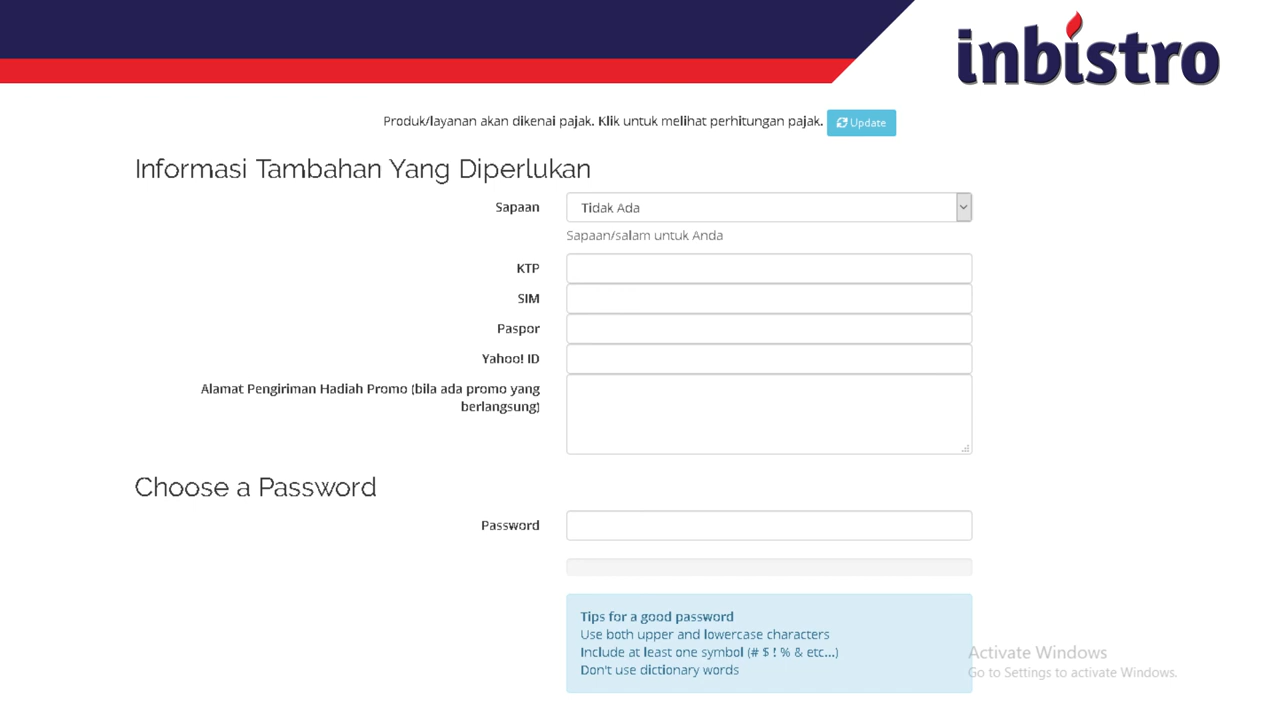 inbistro
Produk/layanan akan dikenai pajak. Klik untuk melihat perhitungan pajak. Update
Informasi Tambahan Yang Diperlukan
Sapaan Tidak Ada
Sapaan/salam untuk Anda
KTP
SIM
Paspor
Yahoo! ID
Alamat Pengiriman Hadiah Promo (bila ada promo yang
berlangsung)
Choose a Password
Password
Tips for a good password
Use both upper and lowercase characters
Include at least one symbol (# $ ! % & etc...)
Don't use dictionary words
Activate Windows
Go to Settings to activate Windows.